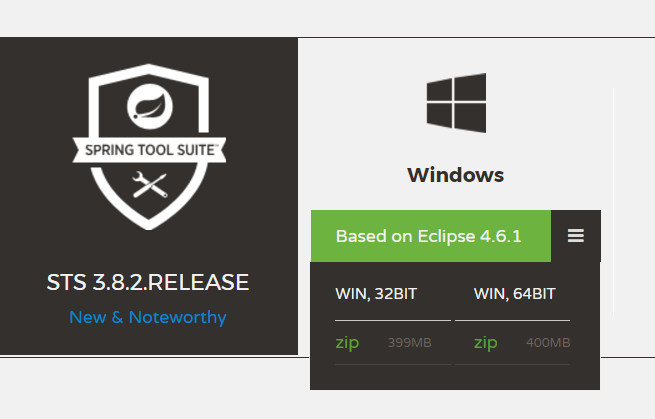 SPRING TOOL SUITE™
STS 3.8.2.RELEASE
New & Noteworthy
Windows
Based on Eclipse 4.6.1
WIN, 32BIT WIN, 64BIT
zip 399MB zip 400MB